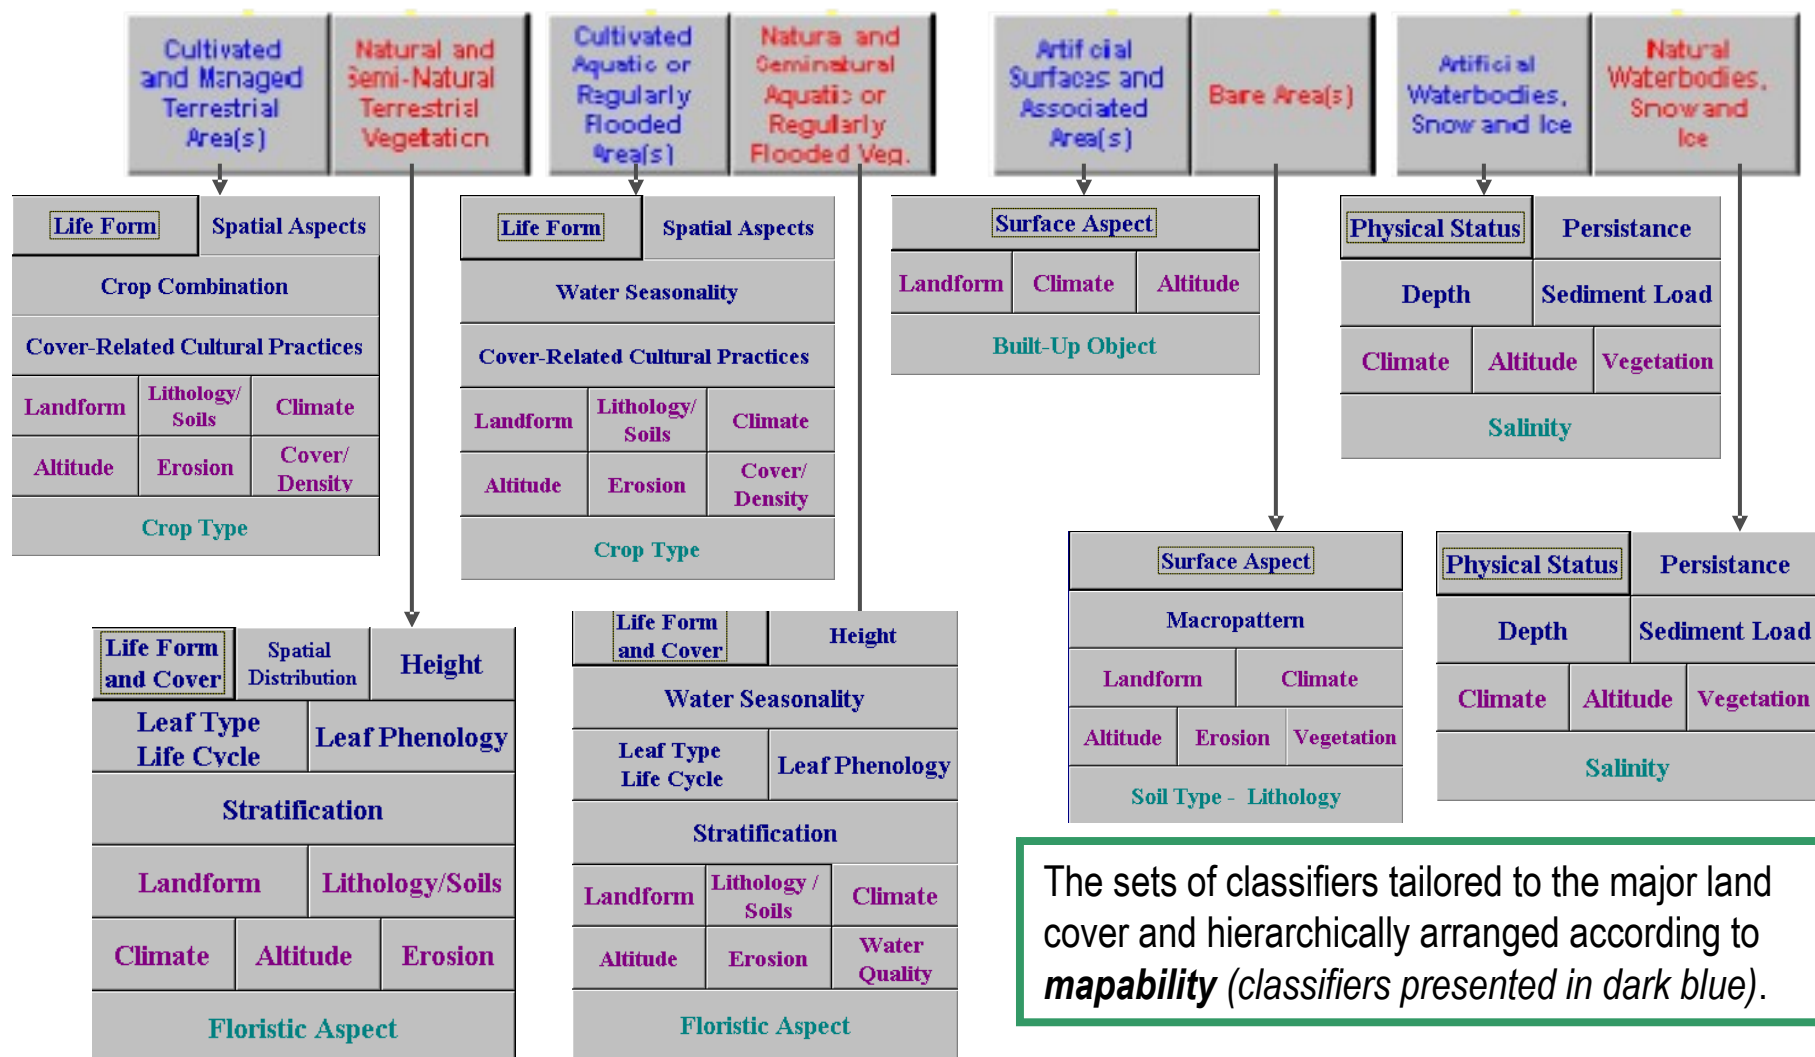 Cultivated
and Managed
Terrestrial
Area(s)
Natural and
Semi-Natural
Terrestrial
Vegetation
Cultivated
Aquatic or
Regularly
Flooded
Area(s)
Natural and
Seminatural
Aquatic or
Regularly
Flooded Veg.
Artificial
Surfaces and
Associated
Area(s)
Bare Area(s)
Artificial
Waterbodies,
Snow and Ice
Natural
Waterbodies,
Snow and
Ice
Life Form
Spatial Aspects
Crop Combination
Cover-Related Cultural Practices
Landform
Lithology/
Soils
Climate
Altitude
Erosion
Cover/
Density
Crop Type
Life Form
Spatial Aspects
Water Seasonality
Cover-Related Cultural Practices
Landform
Lithology/
Soils
Climate
Altitude
Erosion
Cover/
Density
Crop Type
Surface Aspect
Landform
Climate
Altitude
Built-Up Object
Physical Status
Persistance
Depth
Sediment Load
Climate
Altitude
Vegetation
Salinity
Life Form
and Cover
Spatial
Distribution
Height
Leaf Type
Life Cycle
Leaf Phenology
Stratification
Landform
Lithology/Soils
Climate
Altitude
Erosion
Floristic Aspect
Life Form
and Cover
Height
Water Seasonality
Leaf Type
Life Cycle
Leaf Phenology
Stratification
Landform
Lithology /
Soils
Climate
Altitude
Erosion
Water
Quality
Floristic Aspect
Surface Aspect
Macropattern
Landform
Climate
Altitude
Erosion
Vegetation
Soil Type - Lithology
Physical Status
Persistance
Depth
Sediment Load
Climate
Altitude
Vegetation
Salinity
The sets of classifiers tailored to the major land
cover and hierarchically arranged according to
mapability (classifiers presented in dark blue).